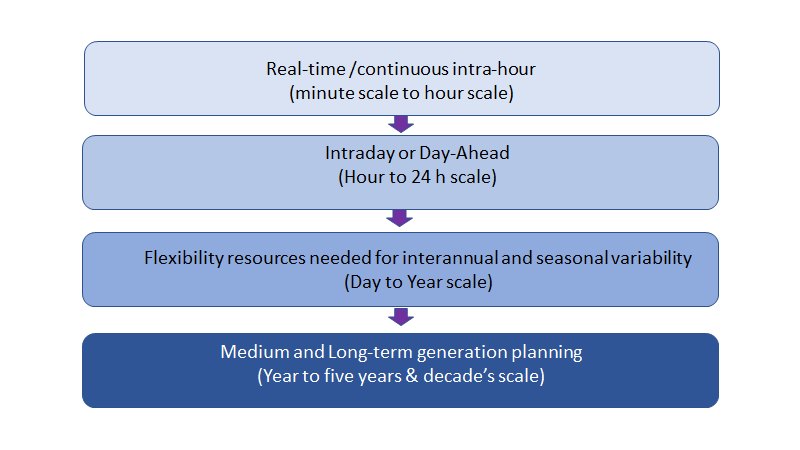 Real-time /continuous intra-hour
(minute scale to hour scale)
Intraday or Day-Ahead
(Hour to 24 h scale)
Flexibility resources needed for interannual and seasonal variability
(Day to Year scale)
Medium and Long-term generation planning
(Year to five years & decade’s scale)